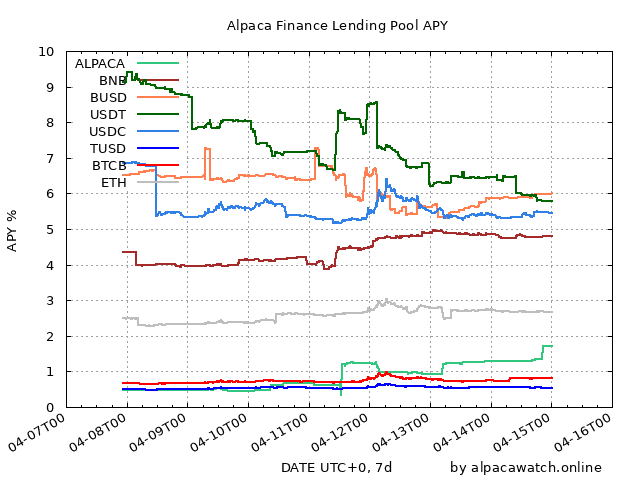 Alpaca Finance Lending Pool APY
10
9
8
7
6
5
4
3
2
1
0
APY %
ALPACA
BNB
BUSD
USDT
USDC
TUSD
BTCB
ETH
04-07T00
04-08T00
04-09T00
04-10T00
04-11T00
04-12T00
04-13T00
04-14T00
04-15T00
04-16T00
DATE UTC+0, 7d
by alpacawatch.online